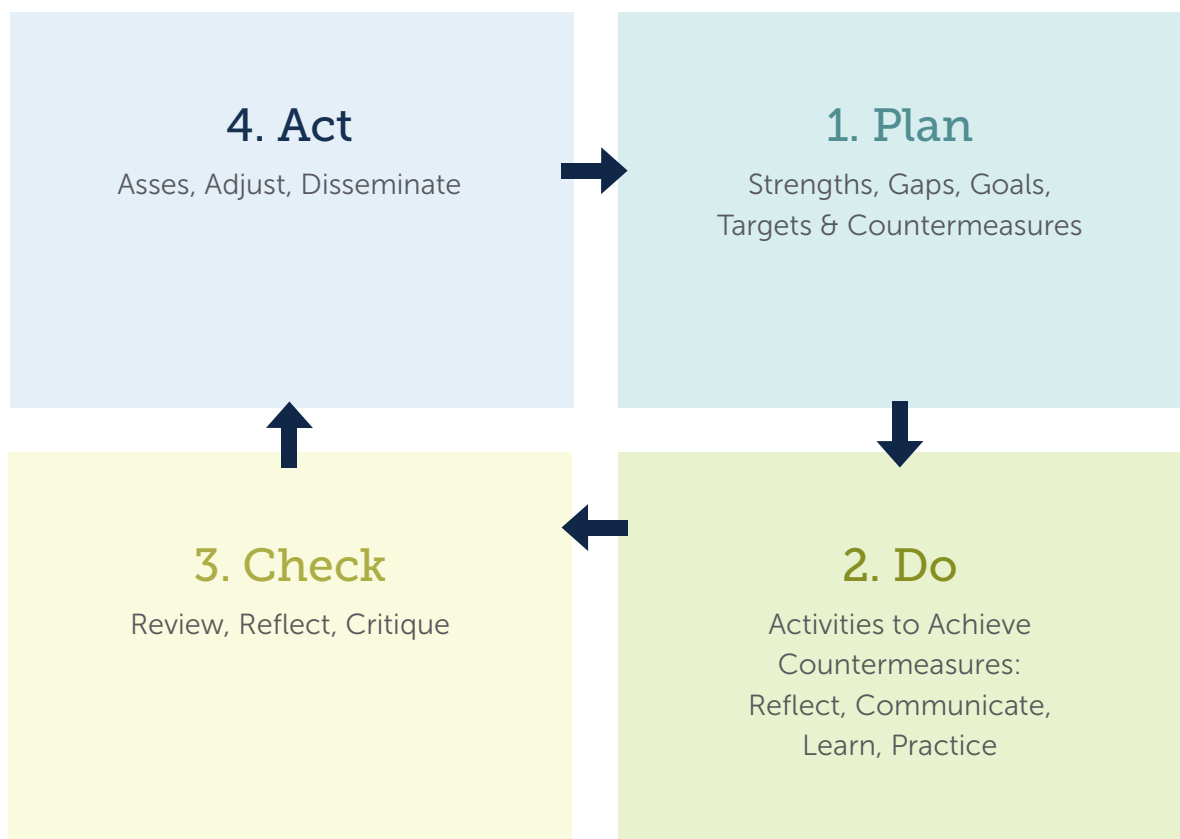 4. Act
Asses, Adjust, Disseminate
1. Plan
Strengths, Gaps, Goals,
Targets & Countermeasures
3. Check
Review, Reflect, Critique
2. Do
Activities to Achieve
Countermeasures:
Reflect, Communicate,
Learn, Practice